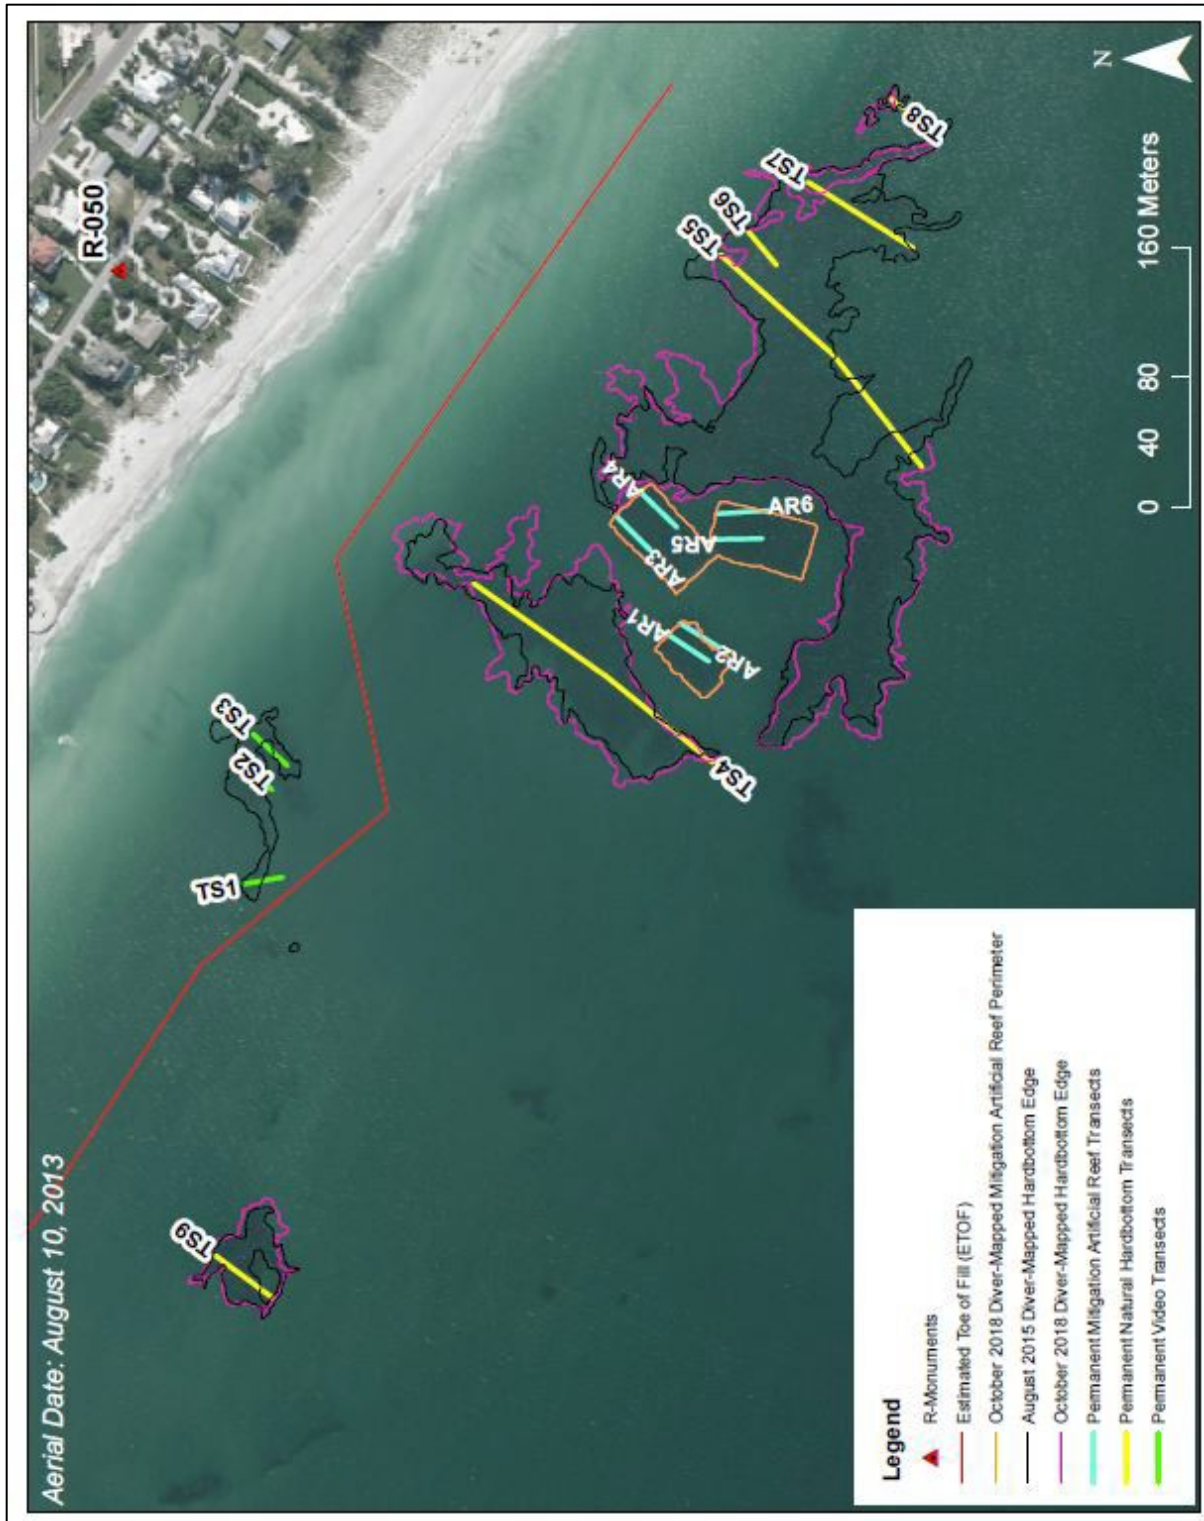 Aerial Date: August 10, 2013
R-050
N
TS9
TS1
TS2
TS3
TS4
AR1
AR2
AR3
AR4
AR5
AR6
TS5
TS6
TS7
TS8
0 40 80 160 Meters
Legend
R-Monuments
Estimated Toe of Fill (ETOF)
October 2018 Diver-Mapped Mitigation Artificial Reef Perimeter
August 2015 Diver-Mapped Hardbottom Edge
October 2018 Diver-Mapped Hardbottom Edge
Permanent Mitigation Artificial Reef Transects
Permanent Natural Hardbottom Transects
Permanent Video Transects